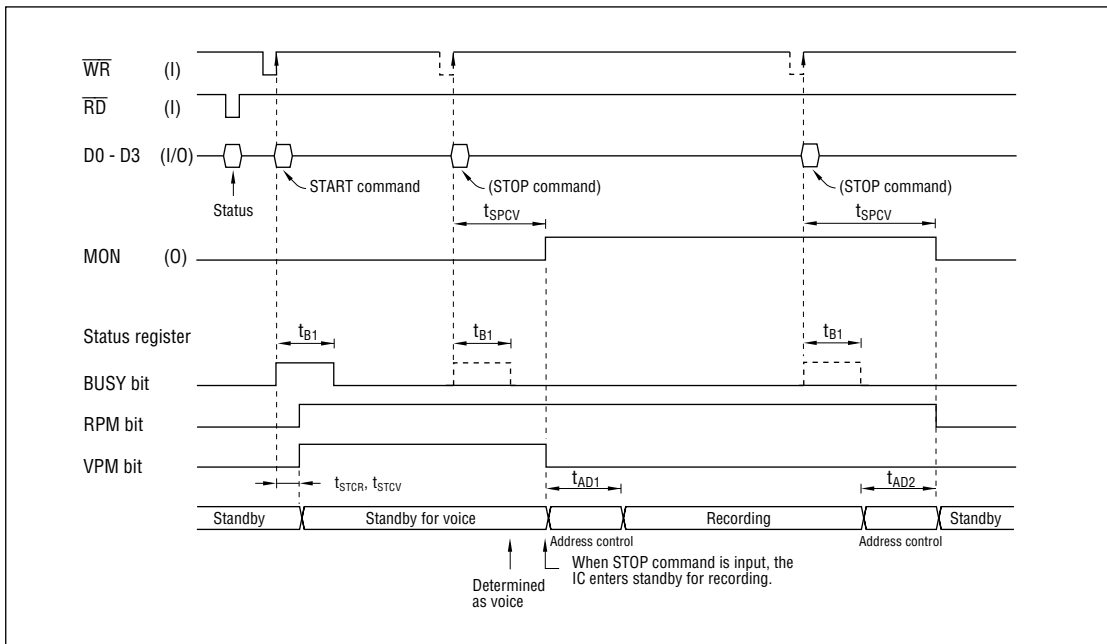 WR (I)
RD (I)
D0 - D3 (I/O)
START command
(STOP command)
(STOP command)
Status
tSPCV
tSPCV
MON (O)
Status register
tB1
tB1
tB1
BUSY bit
RPM bit
VPM bit
tSTCR, tSTCV
tAD1
tAD2
Standby
Standby for voice
Recording
Standby
Address control
Address control
When STOP command is input, the
IC enters standby for recording.
Determined
as voice